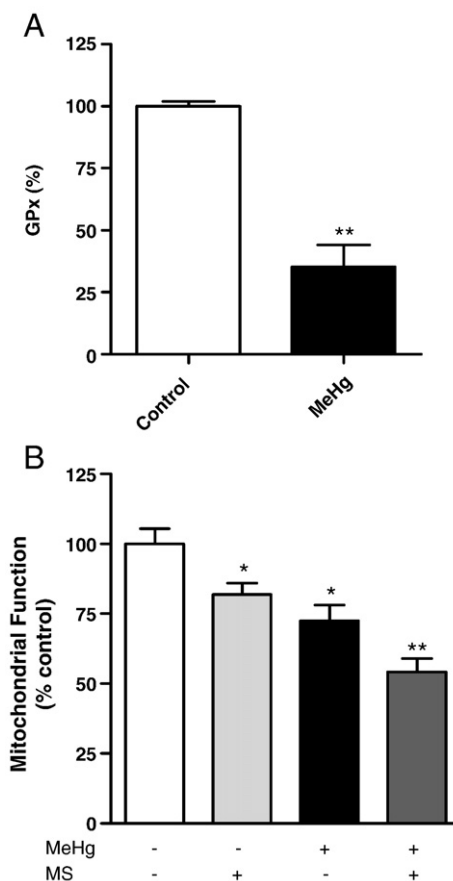 A
125
100
75
50
25
0
GPx (%)
**
Control
MeHg
B
125
100
75
50
25
0
Mitochondrial Function
(% control)
*
*
**
MeHg - - + +
MS - + - +